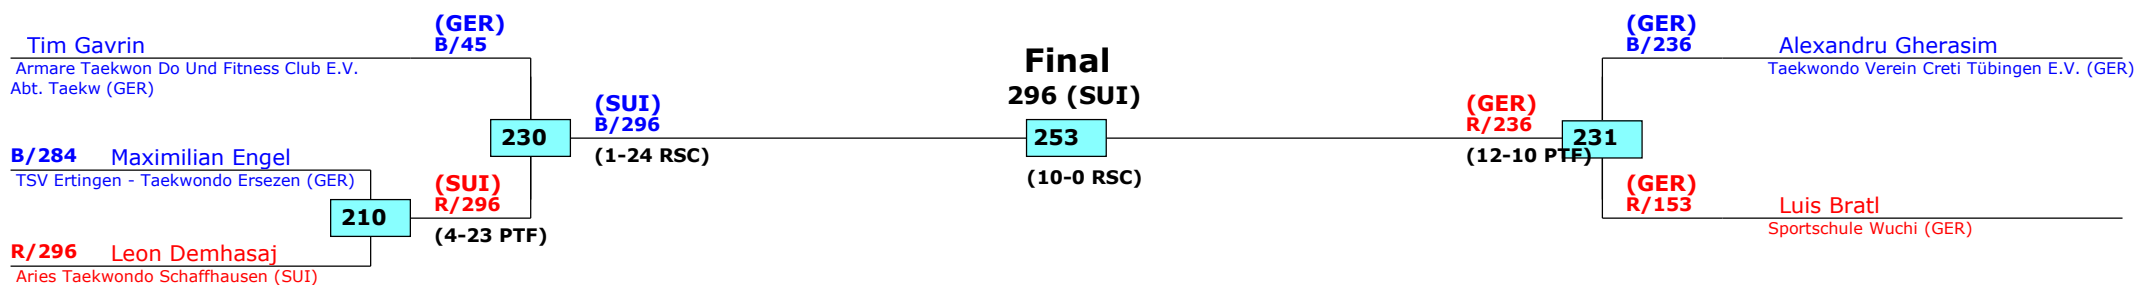 Tim Gavrin
(GER)
B/45
Armare Taekwon Do Und Fitness Club E.V.
Abt. Taekw (GER)
B/284 Maximilian Engel
TSV Ertingen - Taekwondo Ersezen (GER)
R/296 Leon Demhasaj
Aries Taekwondo Schaffhausen (SUI)
210
(SUI)
R/296
(4-23 PTF)
230
(SUI)
B/296
(1-24 RSC)
Final
296 (SUI)
253
(10-0 RSC)
(GER)
R/236
(12-10 PTF)
231
(GER)
B/236
Alexandru Gherasim
Taekwondo Verein Creti Tübingen E.V. (GER)
(GER)
R/153
Luis Bratl
Sportschule Wuchi (GER)